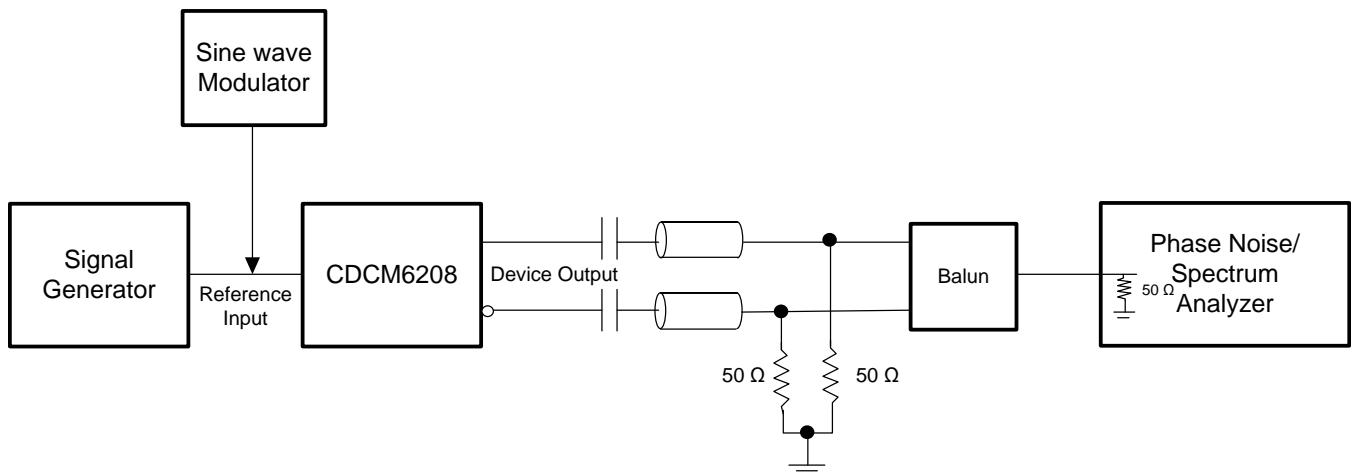 Sine wave
Modulator
Signal
Generator
Reference
Input
CDCM6208
Device Output
50 Ω
50 Ω
Balun
Phase Noise/
Spectrum
Analyzer
50 Ω